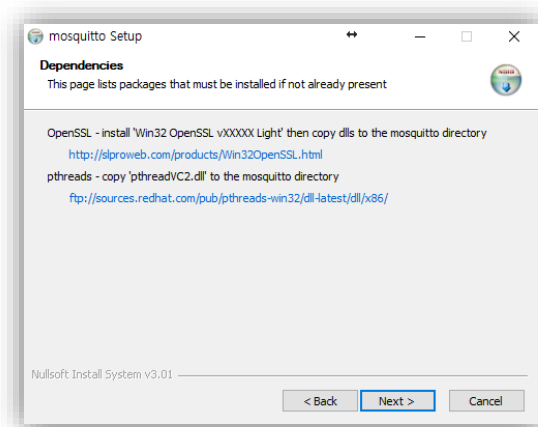 mosquitto Setup
Dependencies
This page lists packages that must be installed if not already present
OpenSSL - install 'Win32 OpenSSL vXXXXX Light' then copy dlls to the mosquitto directory
http://slproweb.com/products/Win32OpenSSL.html
pthreads - copy 'pthreadVC2.dll' to the mosquitto directory
ftp://sources.redhat.com/pub/pthreads-win32/dll-latest/dll/x86/
Nullsoft Install System v3.01
< Back Next > Cancel